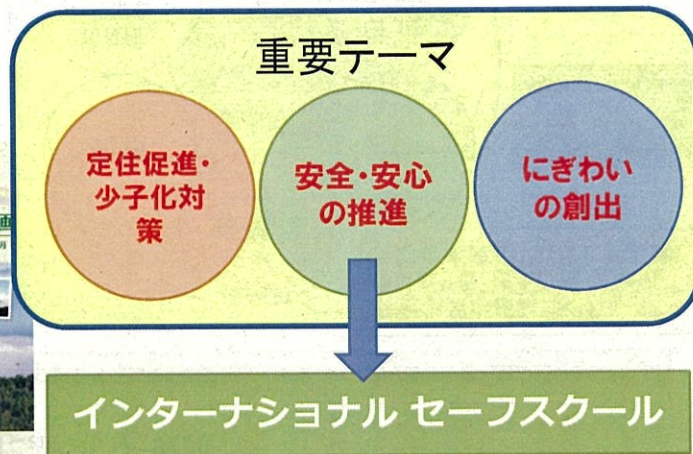 重要テーマ
定住促進・
少子化対
策
安全・安心
の推進
にぎわい
の創出
画
月
インターナショナル セーフスクール